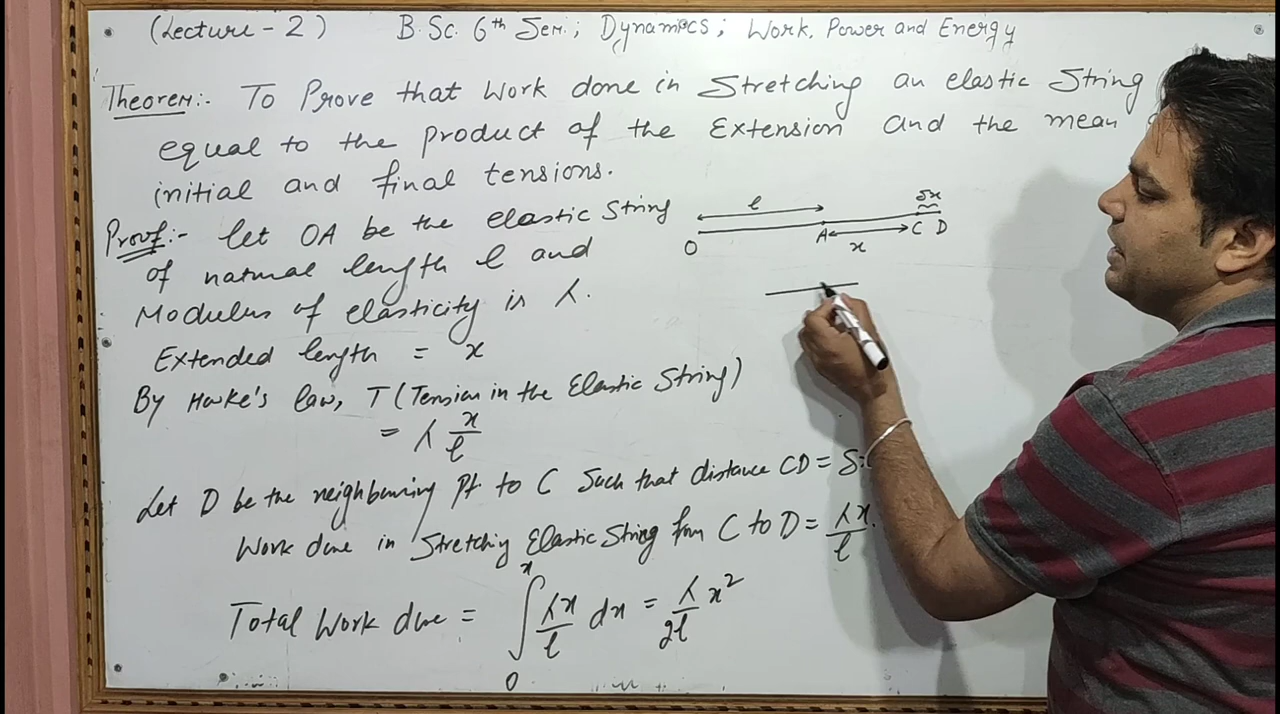 (Lecture - 2) B.Sc. 6th Sem.; Dynamics; Work, Power and Energy
Theorem:- To Prove that Work done in Stretching an elastic String
equal to the product of the Extension and the mean
initial and final tensions.
Proof:- Let OA be the elastic String
of natural length l and
Modulus of elasticity is λ.
Extended length = x
l
δx
O A C D
x
By Hooke's law, T (Tension in the Elastic String)
= λ x/l
Let D be the neighbouring Pt to C Such that distance CD = δ
Work done in Stretching Elastic String from C to D = λx/l .
Total Work done = ∫₀ˣ λx/l dx = λ/2l x²